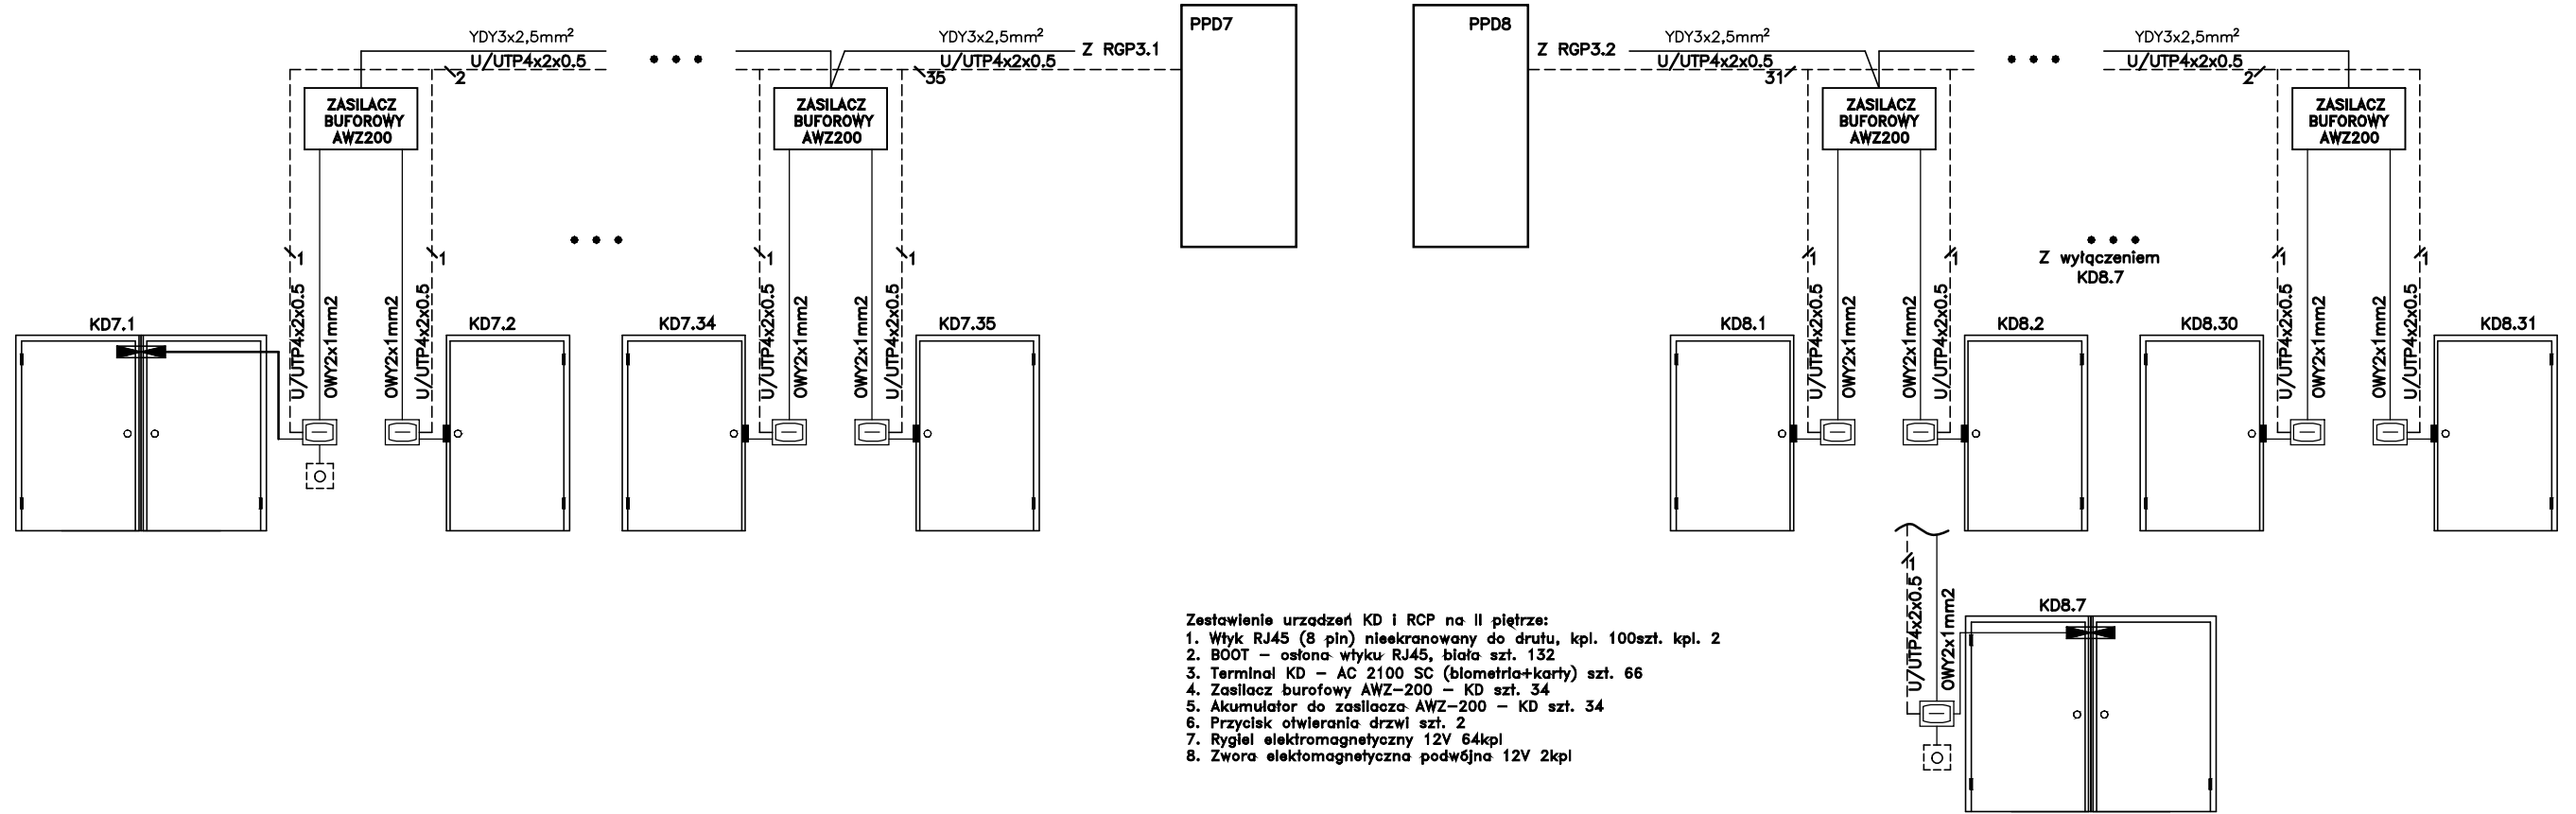 YDY3x2,5mm²
U/UTP4x2x0.5
2
YDY3x2,5mm²
U/UTP4x2x0.5
35
Z RGP3.1
PPD7
PPD8
Z RGP3.2
YDY3x2,5mm²
U/UTP4x2x0.5
31
YDY3x2,5mm²
U/UTP4x2x0.5
2
ZASILACZ
BUFOROWY
AWZ200
ZASILACZ
BUFOROWY
AWZ200
ZASILACZ
BUFOROWY
AWZ200
ZASILACZ
BUFOROWY
AWZ200
1
1
1
1
1
1
1
1
Z wyłączeniem
KD8.7
U/UTP4x2x0.5
OWY2x1mm2
OWY2x1mm2
U/UTP4x2x0.5
U/UTP4x2x0.5
OWY2x1mm2
OWY2x1mm2
U/UTP4x2x0.5
U/UTP4x2x0.5
OWY2x1mm2
OWY2x1mm2
U/UTP4x2x0.5
U/UTP4x2x0.5
OWY2x1mm2
OWY2x1mm2
U/UTP4x2x0.5
KD7.1
KD7.2
KD7.34
KD7.35
KD8.1
KD8.2
KD8.30
KD8.31
1
U/UTP4x2x0.5
OWY2x1mm2
KD8.7
Zestawienie urządzeń KD i RCP na II piętrze:
1. Wtyk RJ45 (8 pin) nieekranowany do drutu, kpl. 100szt. kpl. 2
2. BOOT - osłona wtyku RJ45, biała szt. 132
3. Terminal KD - AC 2100 SC (biometria+karty) szt. 66
4. Zasilacz burofowy AWZ-200 - KD szt. 34
5. Akumulator do zasilacza AWZ-200 - KD szt. 34
6. Przycisk otwierania drzwi szt. 2
7. Rygiel elektromagnetyczny 12V 64kpl
8. Zwora elektomagnetyczna podwójna 12V 2kpl